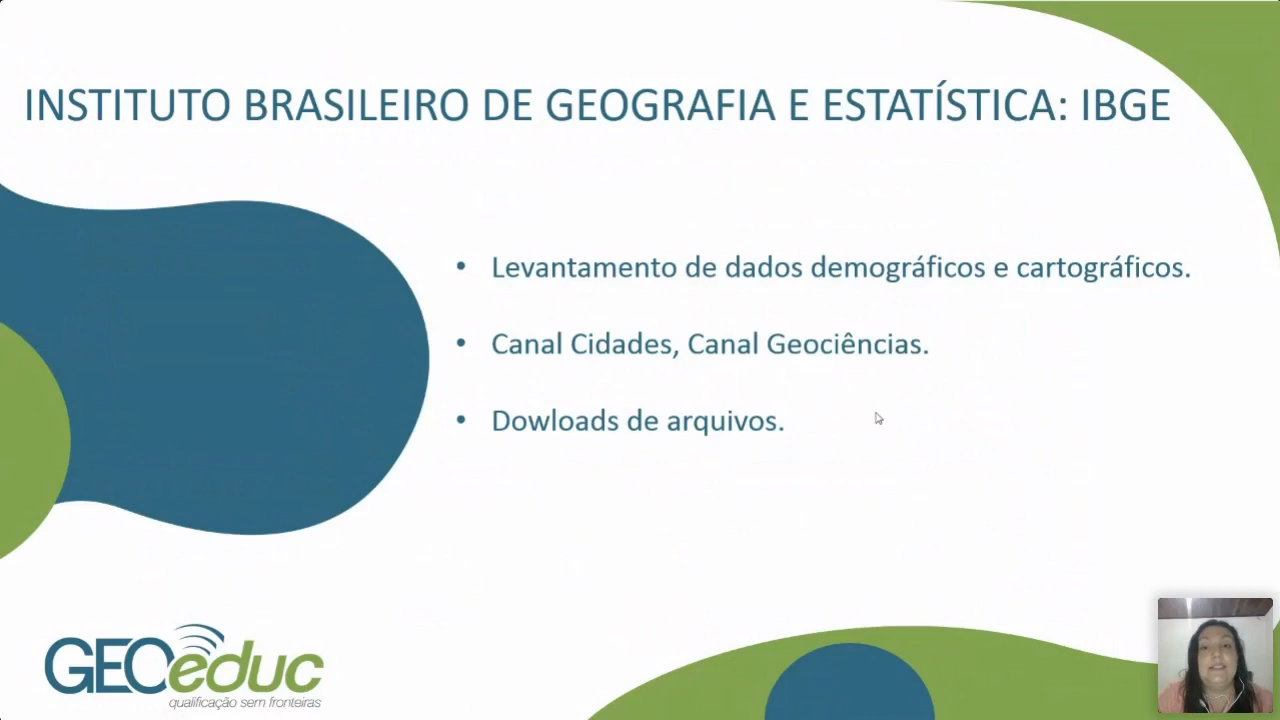 INSTITUTO BRASILEIRO DE GEOGRAFIA E ESTATÍSTICA: IBGE
• Levantamento de dados demográficos e cartográficos.
• Canal Cidades, Canal Geociências.
• Dowloads de arquivos.
GEOeduc
qualificação sem fronteiras